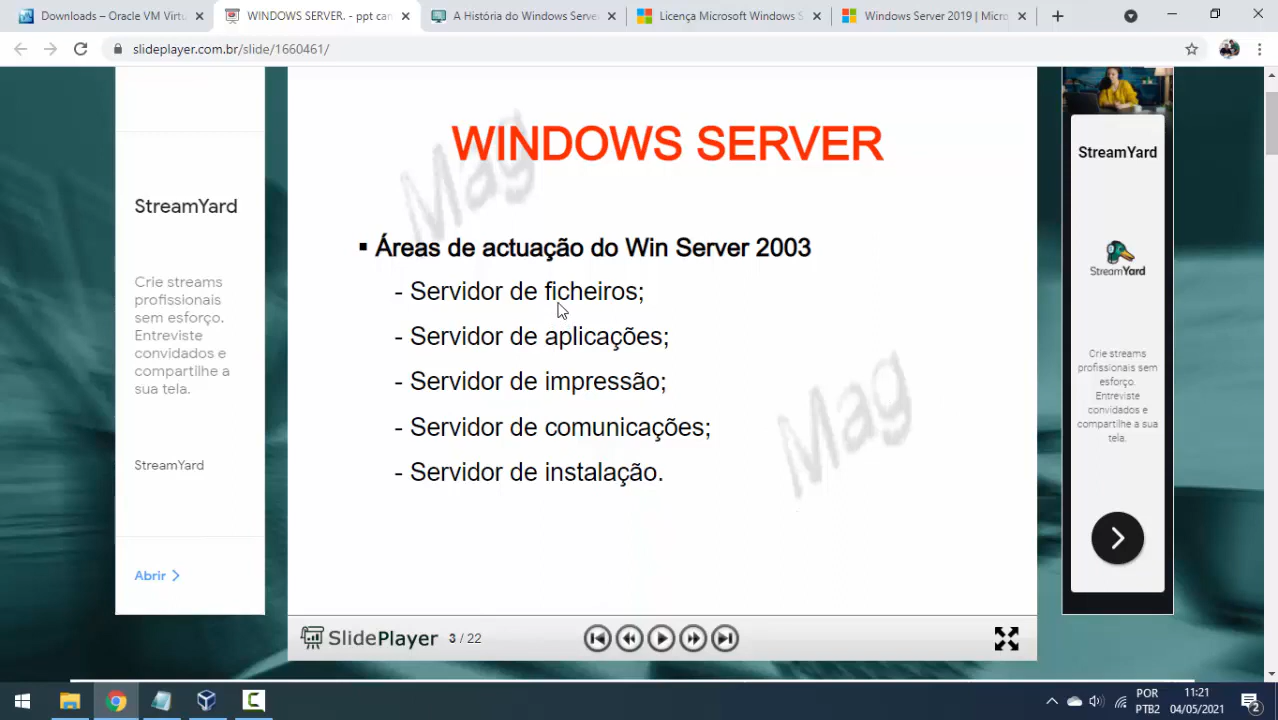 Downloads – Oracle VM Virtu
WINDOWS SERVER. - ppt car
A História do Windows Serve
Licença Microsoft Windows S
Windows Server 2019 | Micro
slideplayer.com.br/slide/1660461/
StreamYard
Crie streams
profissionais
sem esforço.
Entreviste
convidados e
compartilhe a
sua tela.
StreamYard
Abrir
Mag
WINDOWS SERVER
▪ Áreas de actuação do Win Server 2003
- Servidor de ficheiros;
- Servidor de aplicações;
- Servidor de impressão;
- Servidor de comunicações;
- Servidor de instalação.
Mag
SlidePlayer 3 / 22
StreamYard
StreamYard
Crie streams
profissionais sem
esforço.
Entreviste
convidados e
compartilhe a sua
tela.
POR
PTB2
11:21
04/05/2021
2